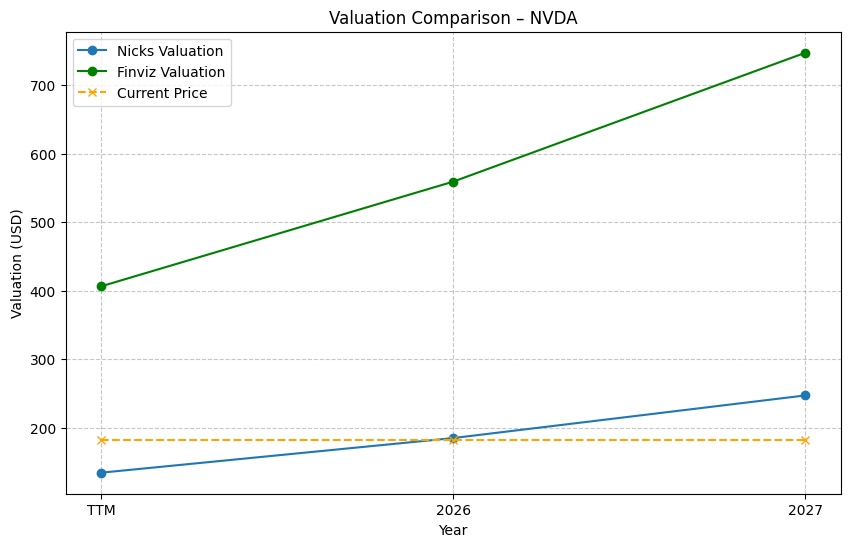 Valuation Comparison – NVDA
Nicks Valuation
Finviz Valuation
Current Price
Valuation (USD)
700
600
500
400
300
200
TTM
2026
2027
Year